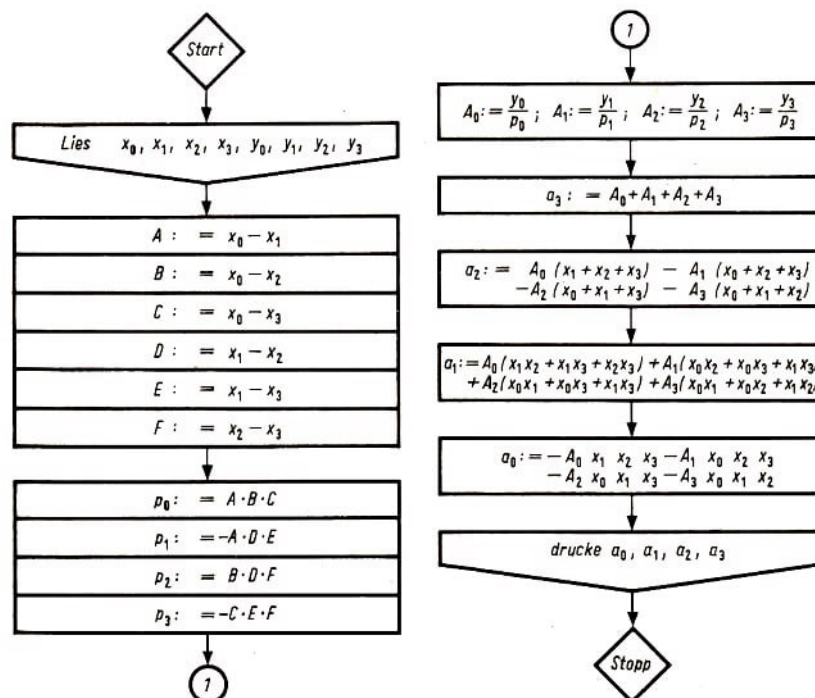 Start
Lies x₀, x₁, x₂, x₃, y₀, y₁, y₂, y₃
A : = x₀ − x₁
B : = x₀ − x₂
C : = x₀ − x₃
D : = x₁ − x₂
E : = x₁ − x₃
F : = x₂ − x₃
p₀ : = A · B · C
p₁ : = −A · D · E
p₂ : = B · D · F
p₃ : = −C · E · F
1
1
A₀ := y₀/p₀ ; A₁ := y₁/p₁ ; A₂ := y₂/p₂ ; A₃ := y₃/p₃
a₃ : = A₀ + A₁ + A₂ + A₃
a₂ := A₀ (x₁ + x₂ + x₃) − A₁ (x₀ + x₂ + x₃)
−A₂ (x₀ + x₁ + x₃) − A₃ (x₀ + x₁ + x₂)
a₁ := A₀(x₁x₂ + x₁x₃ + x₂x₃) + A₁(x₀x₂ + x₀x₃ + x₁x₃
+ A₂(x₀x₁ + x₀x₃ + x₁x₃) + A₃(x₀x₁ + x₀x₂ + x₁x₂
a₀ := −A₀ x₁ x₂ x₃ − A₁ x₀ x₂ x₃
−A₂ x₀ x₁ x₃ − A₃ x₀ x₁ x₂
drucke a₀, a₁, a₂, a₃
Stopp